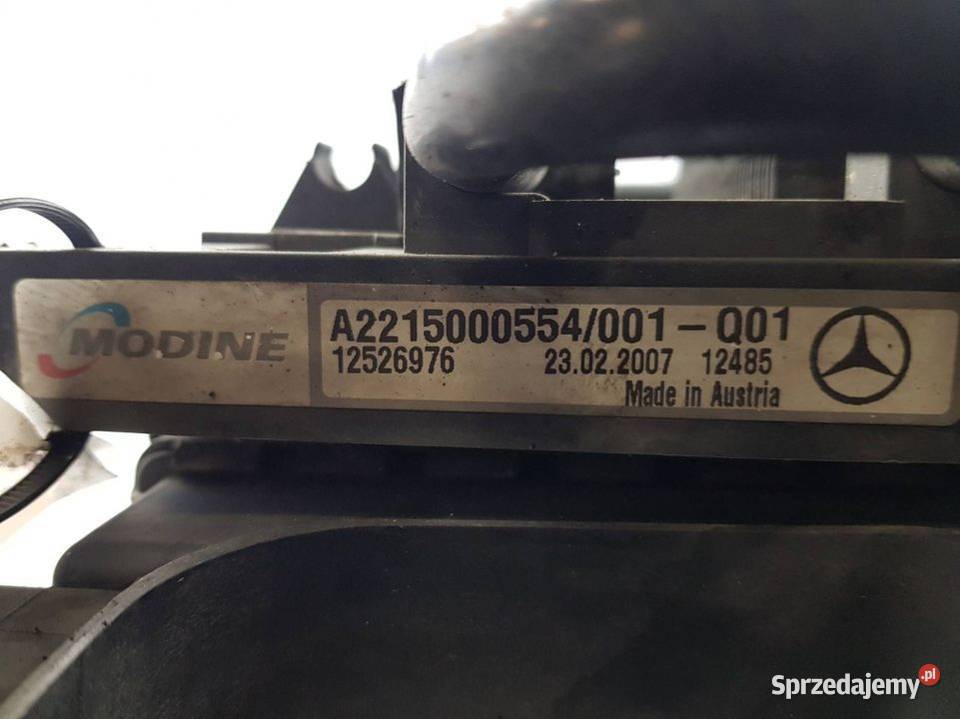 MODINE
A2215000554/001-Q01
12526976 23.02.2007 12485
Made in Austria
Sprzedajemy.pl